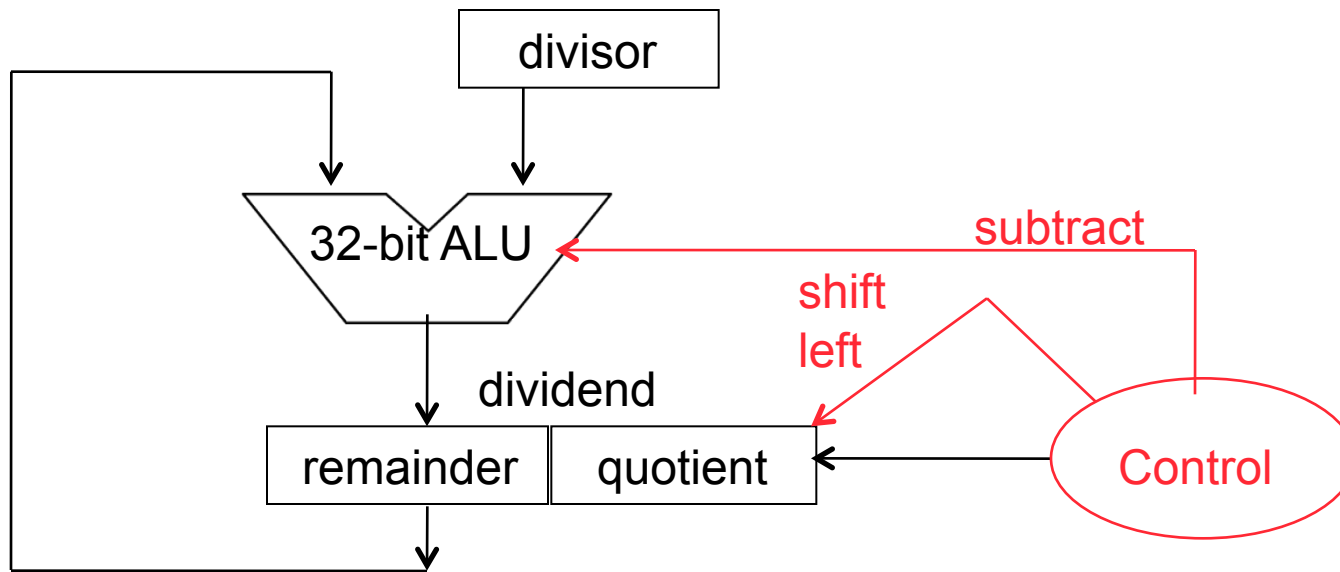 divisor
32-bit ALU
subtract
shift
left
dividend
remainder
quotient
Control